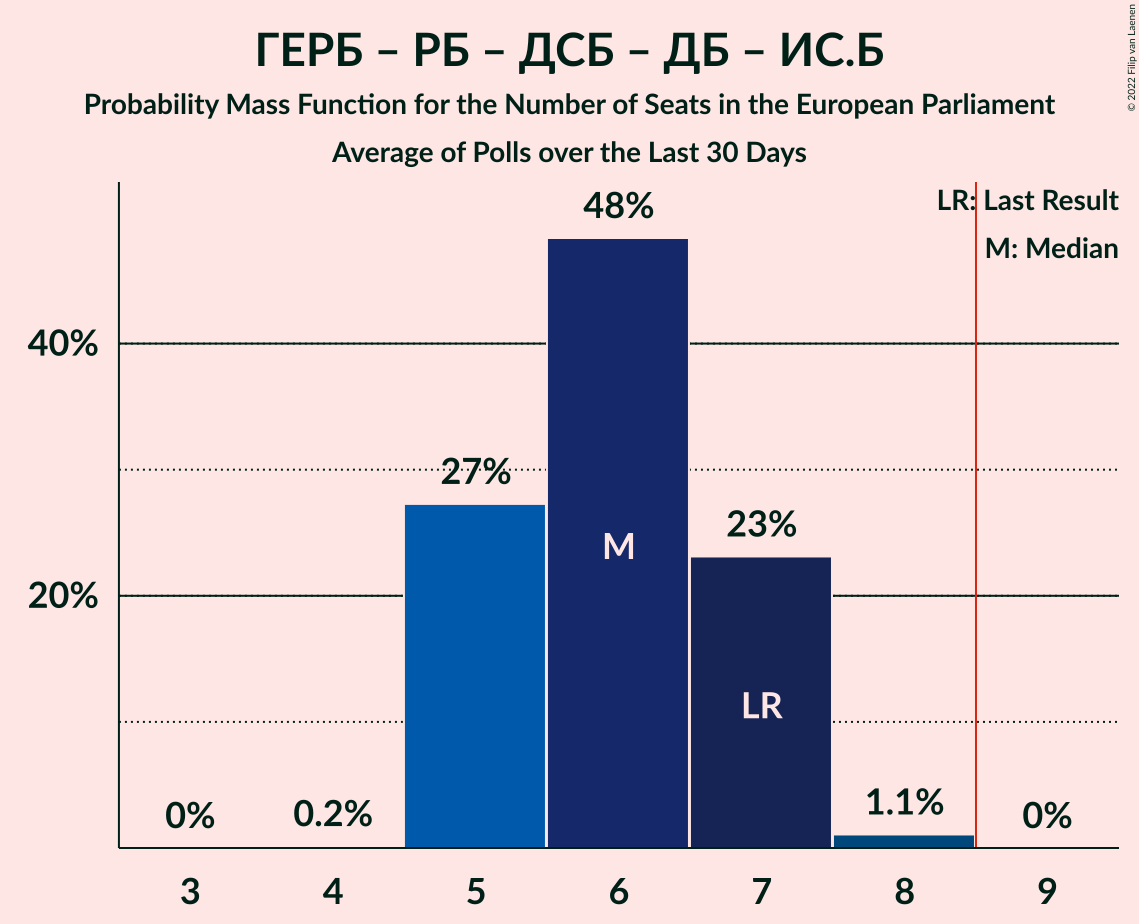 ГЕРБ – РБ – ДСБ – ДБ – ИС.Б
Probability Mass Function for the Number of Seats in the European Parliament
Average of Polls over the Last 30 Days
© 2022 Filip van Laenen
LR: Last Result
M: Median
48%
40%
27%
23%
M
20%
LR
0%
0.2%
1.1%
0%
3 4 5 6 7 8 9